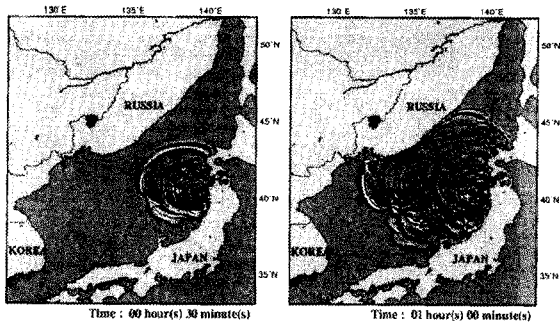 130°E 135°E 140°E
50°N
RUSSIA
45°N
40°N
KOREA
JAPAN
35°N
Time : 00 hour(s) 30 minute(s)
130°E 135°E 140°E
50°N
RUSSIA
45°N
40°N
KOREA
JAPAN
35°N
Time : 01 hour(s) 00 minute(s)